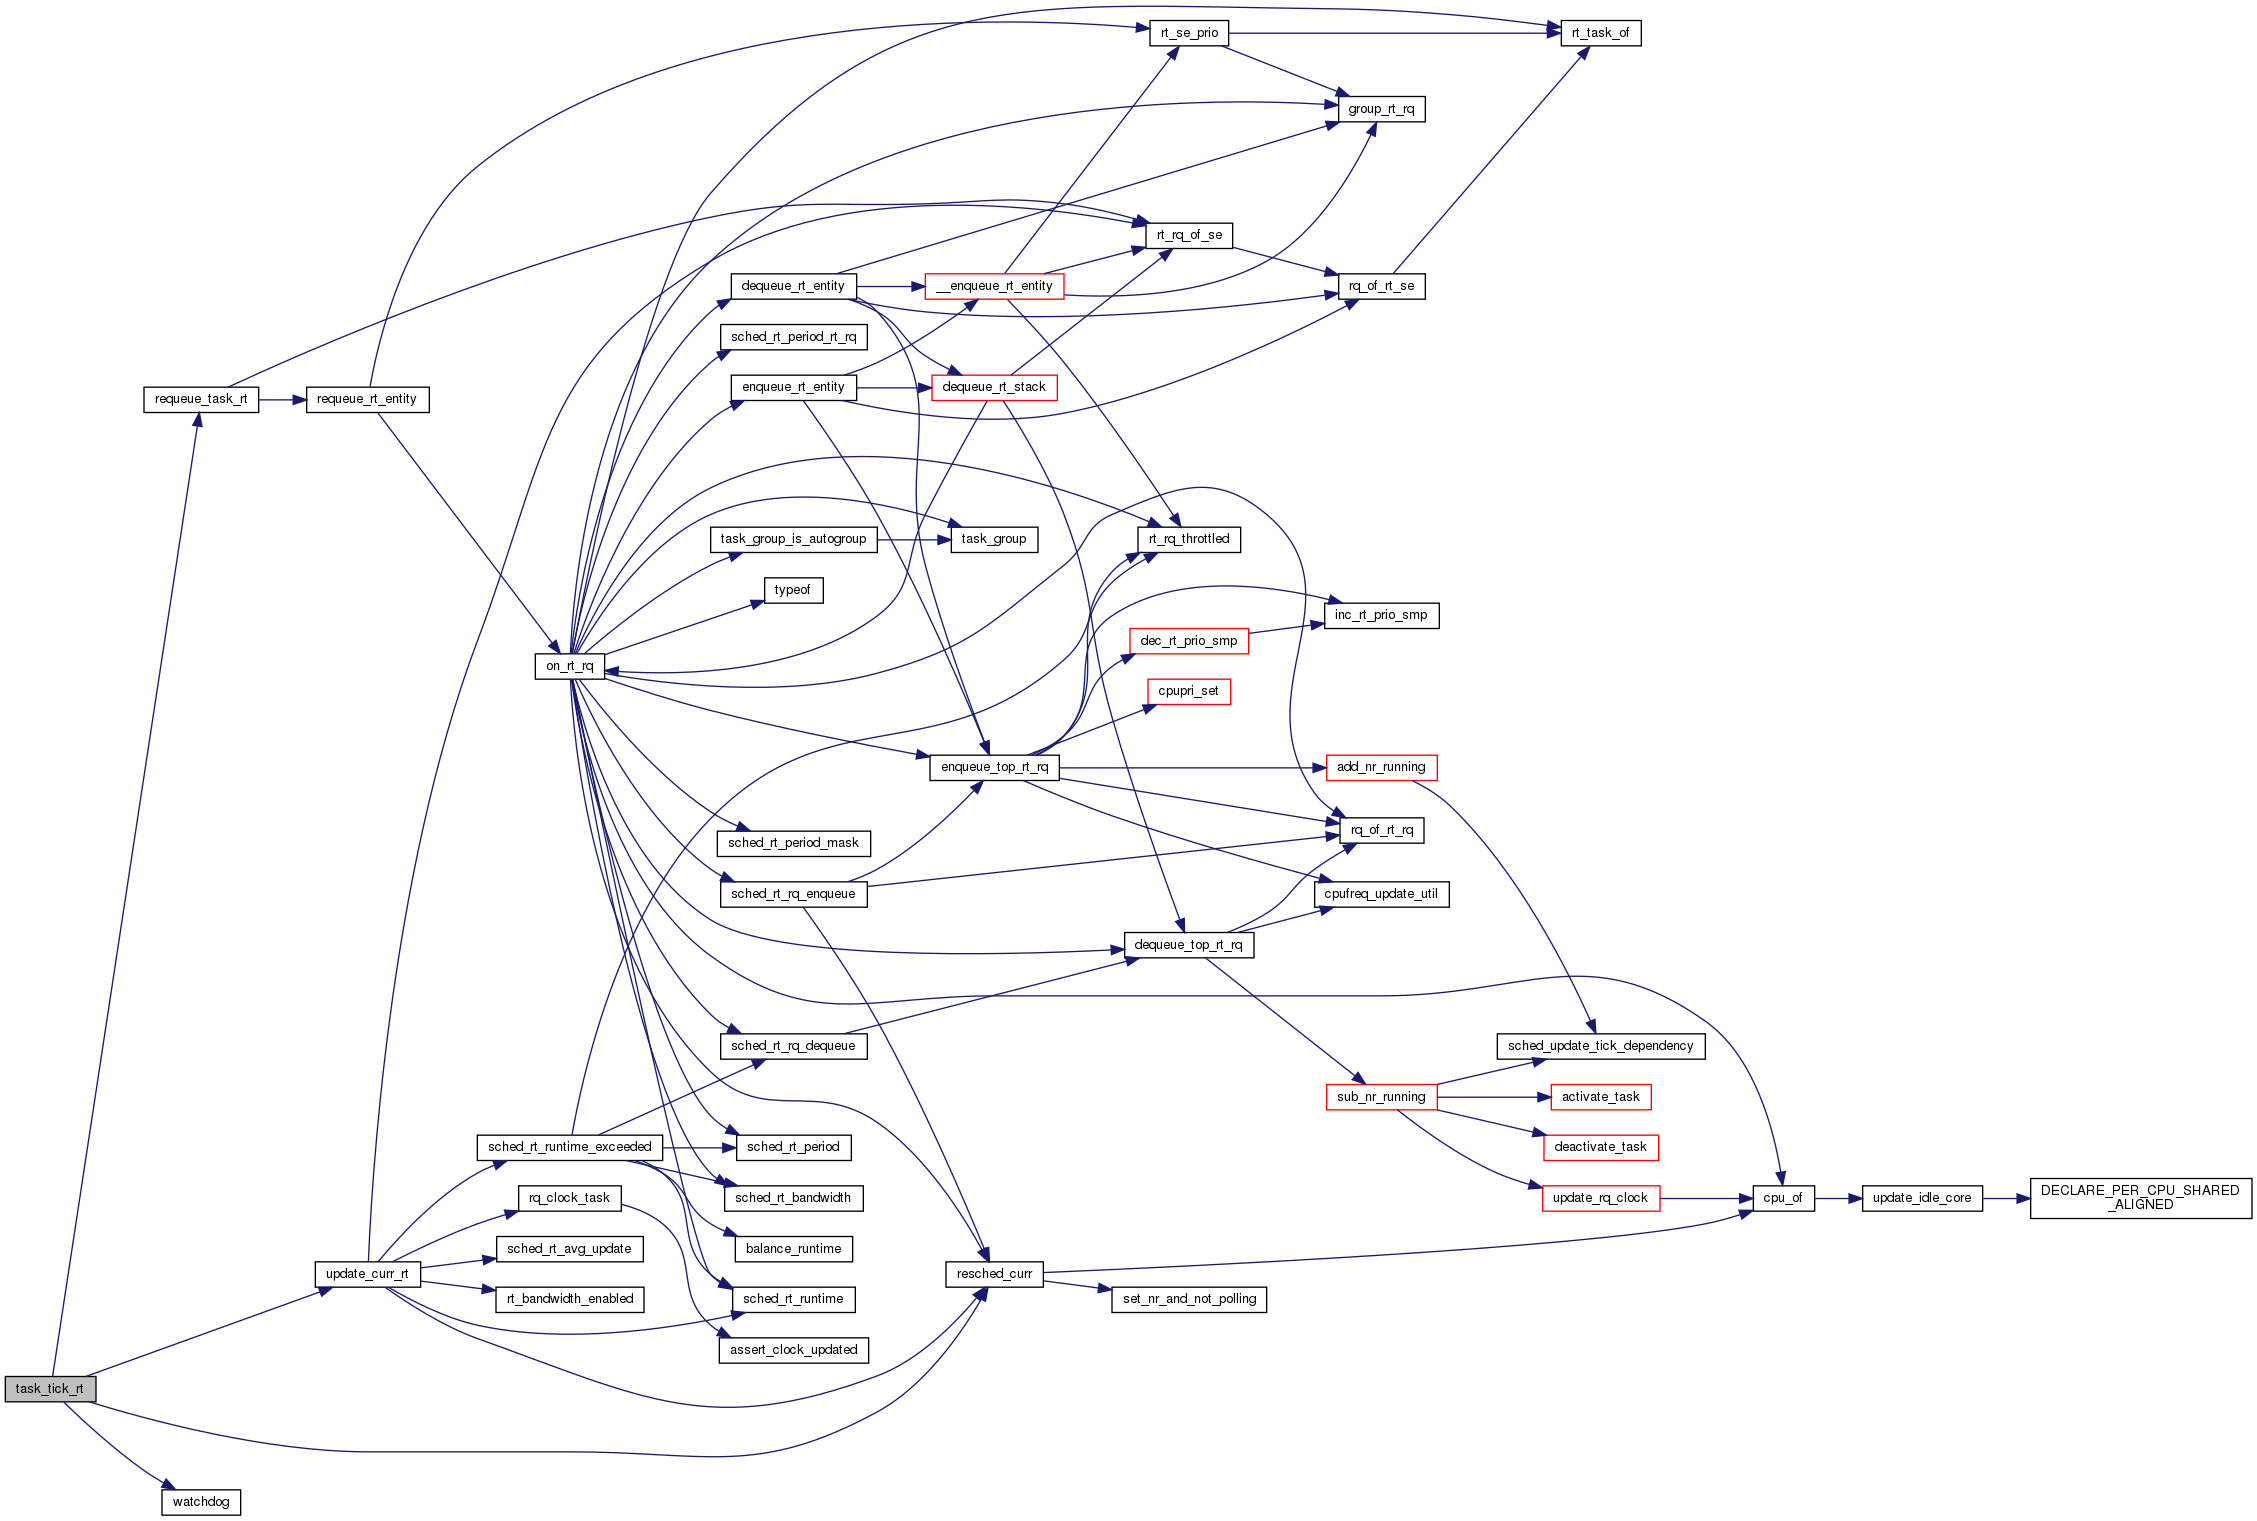 rt_se_prio
rt_task_of
group_rt_rq
rt_rq_of_se
dequeue_rt_entity
__enqueue_rt_entity
rq_of_rt_se
sched_rt_period_rt_rq
requeue_task_rt
requeue_rt_entity
enqueue_rt_entity
dequeue_rt_stack
task_group_is_autogroup
task_group
rt_rq_throttled
typeof
inc_rt_prio_smp
dec_rt_prio_smp
on_rt_rq
cpupri_set
enqueue_top_rt_rq
add_nr_running
sched_rt_period_mask
rq_of_rt_rq
sched_rt_rq_enqueue
cpufreq_update_util
dequeue_top_rt_rq
sched_rt_rq_dequeue
sched_update_tick_dependency
sub_nr_running
activate_task
sched_rt_runtime_exceeded
sched_rt_period
deactivate_task
rq_clock_task
sched_rt_bandwidth
update_rq_clock
cpu_of
update_idle_core
DECLARE_PER_CPU_SHARED
_ALIGNED
sched_rt_avg_update
balance_runtime
update_curr_rt
resched_curr
rt_bandwidth_enabled
sched_rt_runtime
set_nr_and_not_polling
assert_clock_updated
task_tick_rt
watchdog